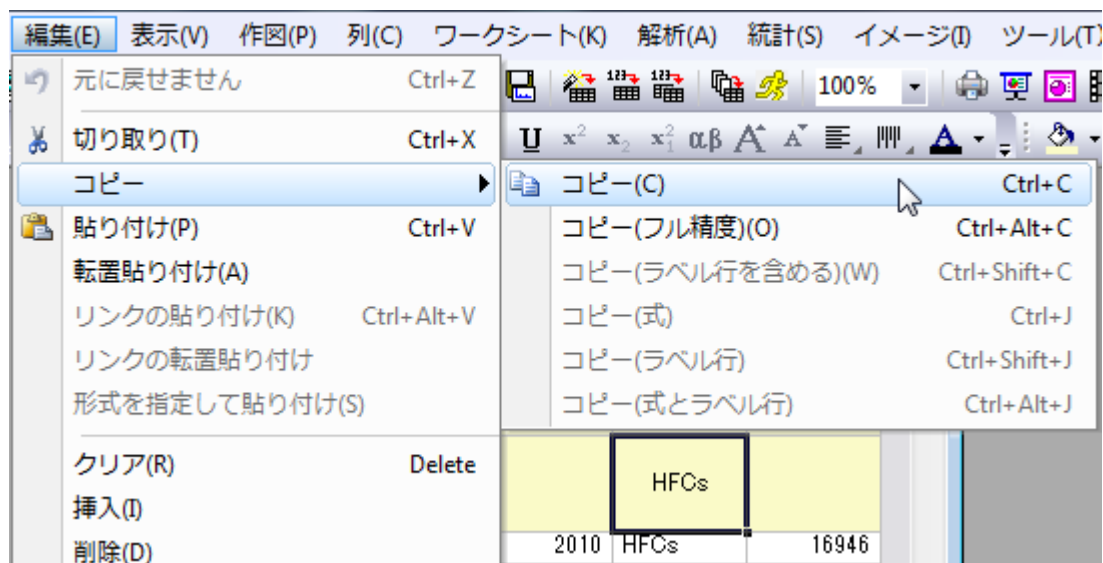 編集(E) 表示(V) 作図(P) 列(C) ワークシート(K) 解析(A) 統計(S) イメージ(I) ツール(T)
元に戻せません Ctrl+Z
100%
切り取り(T) Ctrl+X
U x² x₂ x²₁ αβ A A A
コピー
コピー(C) Ctrl+C
貼り付け(P) Ctrl+V
コピー(フル精度)(O) Ctrl+Alt+C
転置貼り付け(A)
コピー(ラベル行を含める)(W) Ctrl+Shift+C
リンクの貼り付け(K) Ctrl+Alt+V
コピー(式) Ctrl+J
リンクの転置貼り付け
コピー(ラベル行) Ctrl+Shift+J
形式を指定して貼り付け(S)
コピー(式とラベル行) Ctrl+Alt+J
クリア(R) Delete
HFCs
挿入(I)
削除(D)
2010 HFCs 16946